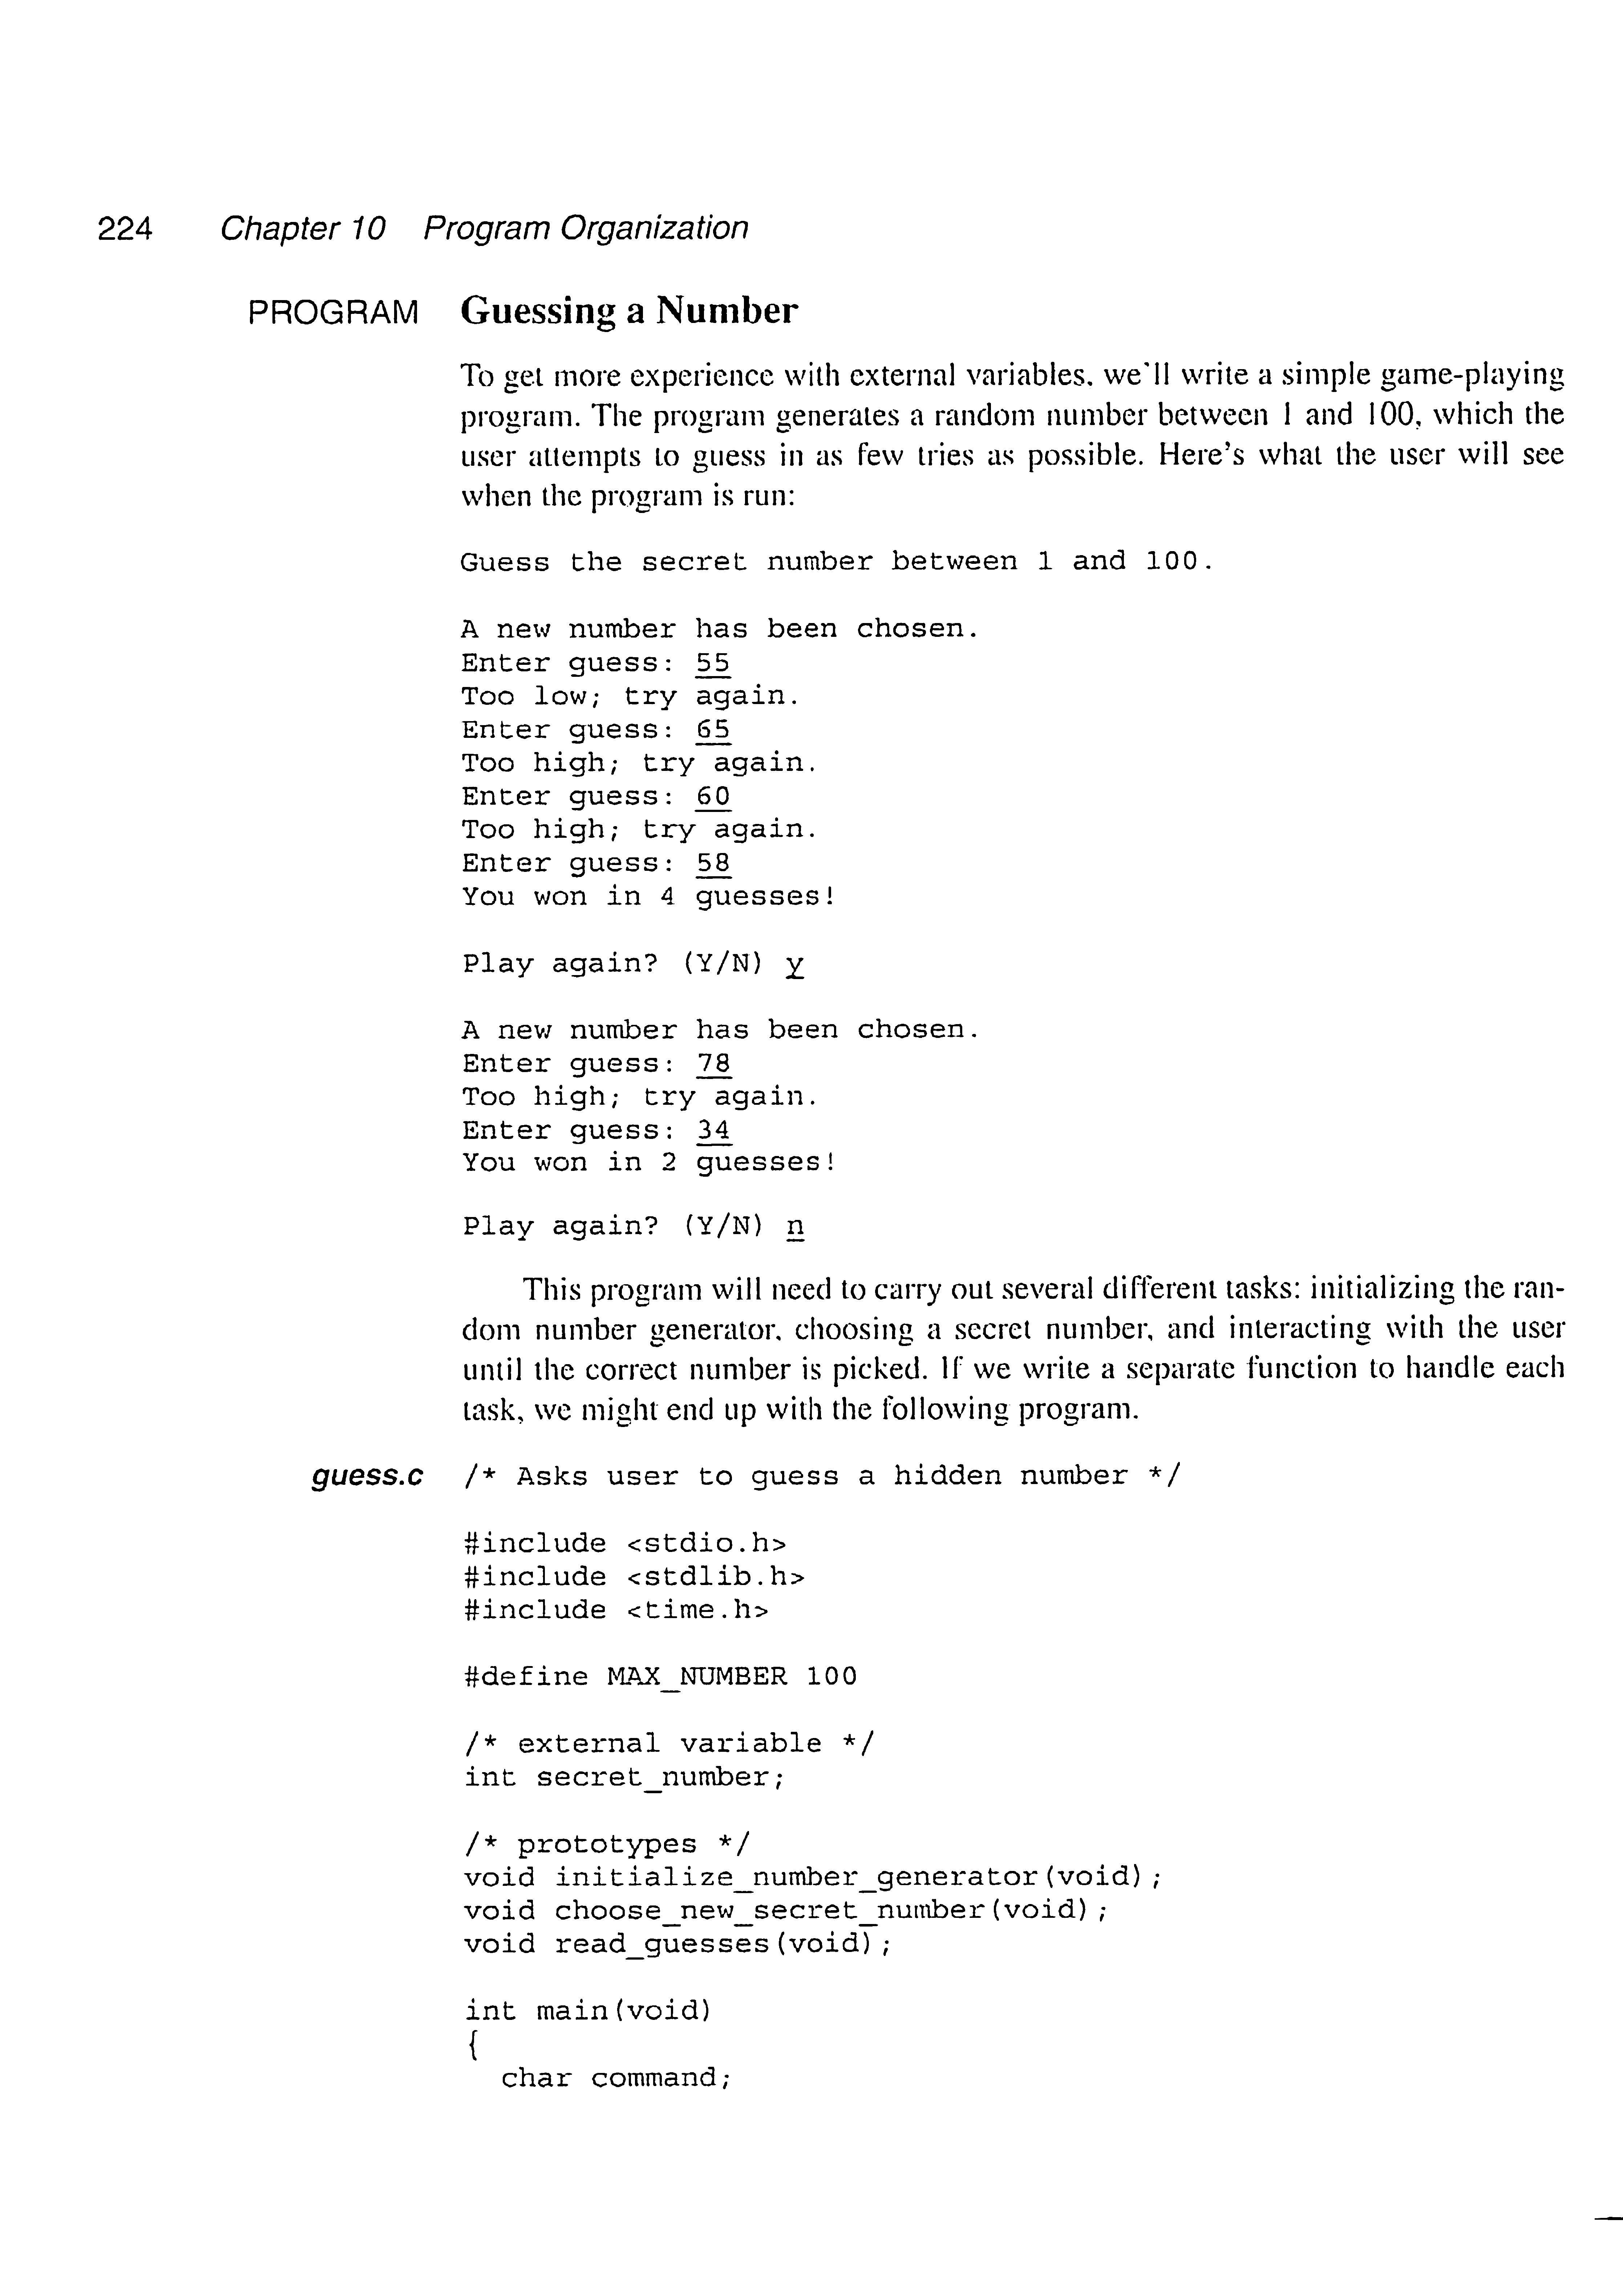 224 Chapter 10 Program Organization
PROGRAM Guessing a Number
To get more experience with external variables, we'll write a simple game-playing
program. The program generates a random number between 1 and 100, which the
user attempts to guess in as few tries as possible. Here's what the user will see
when the program is run:
Guess the secret number between 1 and 100.
A new number has been chosen.
Enter guess: 55
Too low; try again.
Enter guess: 65
Too high; try again.
Enter guess: 60
Too high; try again.
Enter guess: 58
You won in 4 guesses!
Play again? (Y/N) y
A new number has been chosen.
Enter guess: 78
Too high; try again.
Enter guess: 34
You won in 2 guesses!
Play again? (Y/N) n
This program will need to carry out several different tasks: initializing the ran-
dom number generator, choosing a secret number, and interacting with the user
until the correct number is picked. If we write a separate function to handle each
task, we might end up with the following program.
guess.c /* Asks user to guess a hidden number */
#include <stdio.h>
#include <stdlib.h>
#include <time.h>
#define MAX_NUMBER 100
/* external variable */
int secret_number;
/* prototypes */
void initialize_number_generator(void);
void choose_new_secret_number(void);
void read_guesses(void);
int main(void)
{
char command;